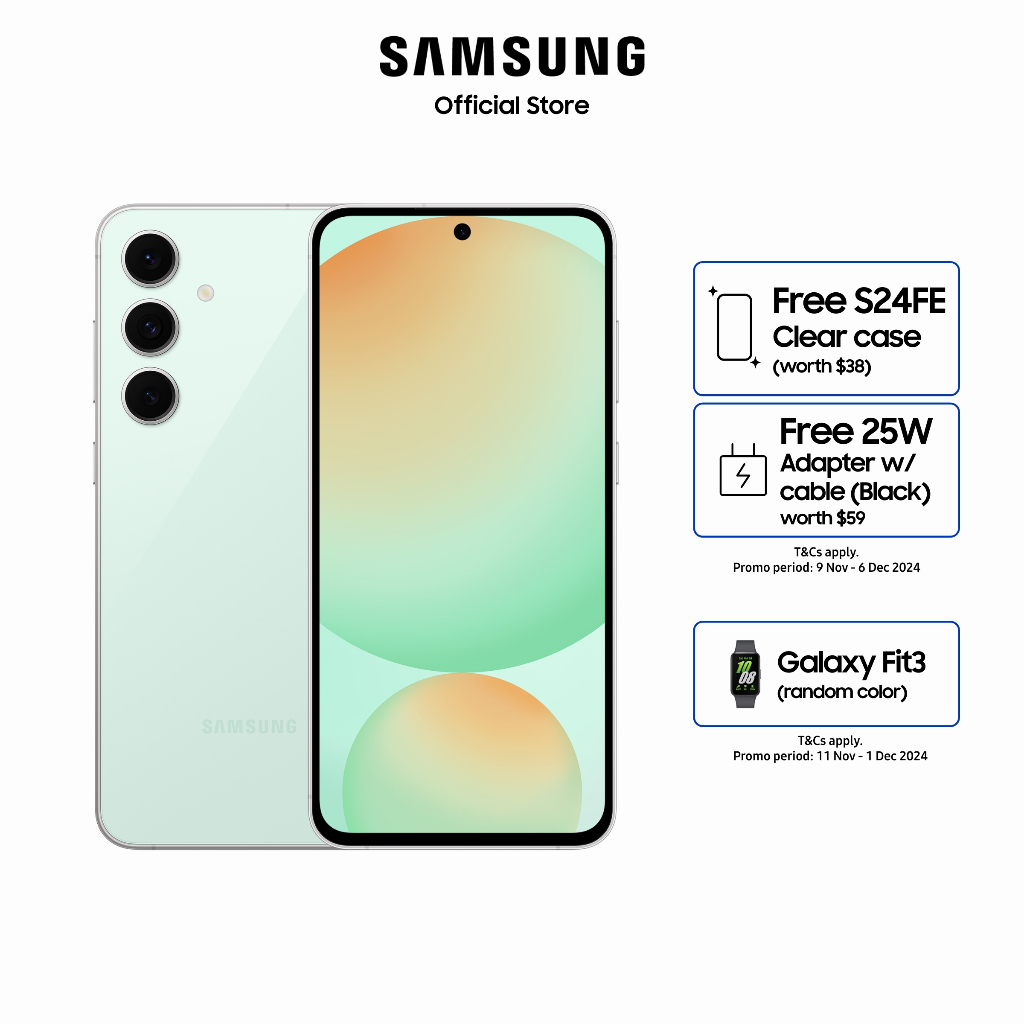 SAMSUNG
Official Store
Free S24FE
Clear case
(worth $38)
Free 25W
Adapter w/
cable (Black)
worth $59
T&Cs apply.
Promo period: 9 Nov - 6 Dec 2024
10
08
Galaxy Fit3
(random color)
T&Cs apply.
Promo period: 11 Nov - 1 Dec 2024
SAMSUNG